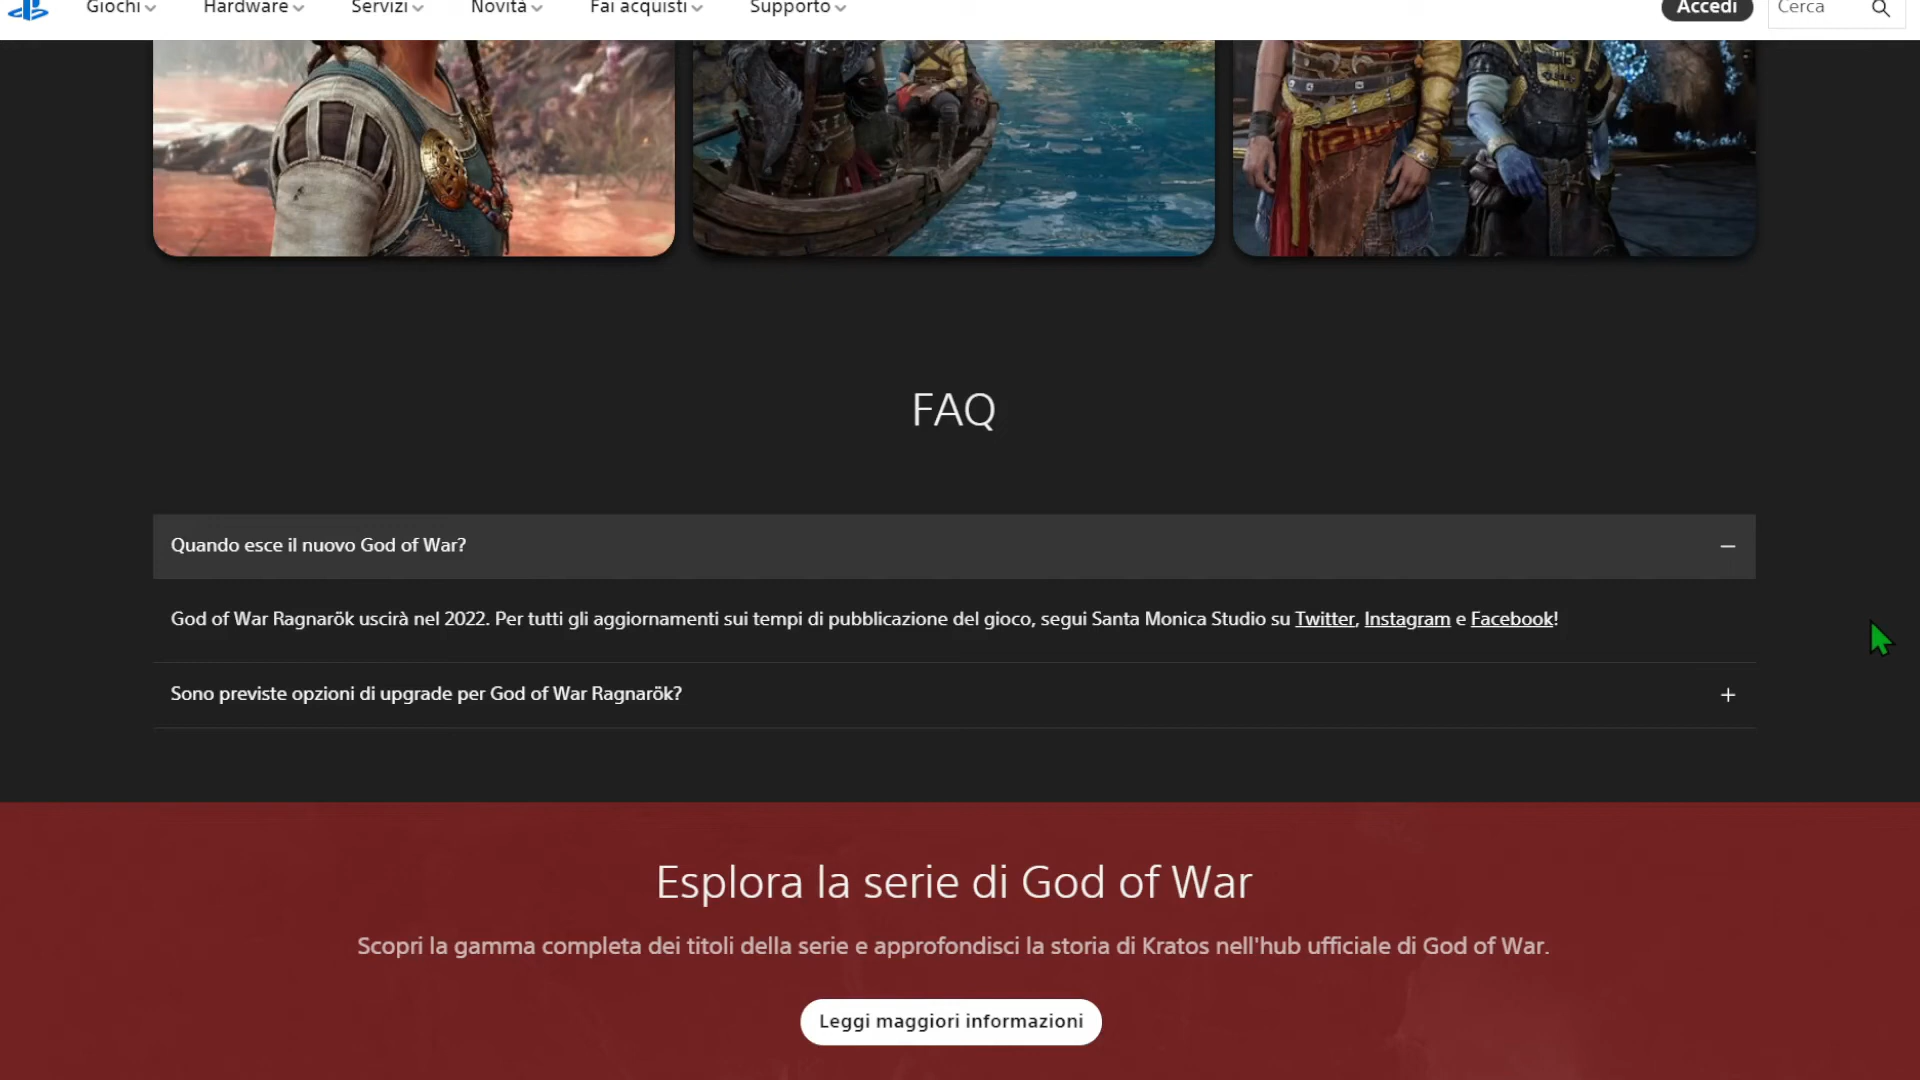 Giochi Hardware Servizi Novità Fai acquisti Supporto Accedi Cerca
FAQ
Quando esce il nuovo God of War?
God of War Ragnarök uscirà nel 2022. Per tutti gli aggiornamenti sui tempi di pubblicazione del gioco, segui Santa Monica Studio su Twitter, Instagram e Facebook!
Sono previste opzioni di upgrade per God of War Ragnarök?
Esplora la serie di God of War
Scopri la gamma completa dei titoli della serie e approfondisci la storia di Kratos nell'hub ufficiale di God of War.
Leggi maggiori informazioni